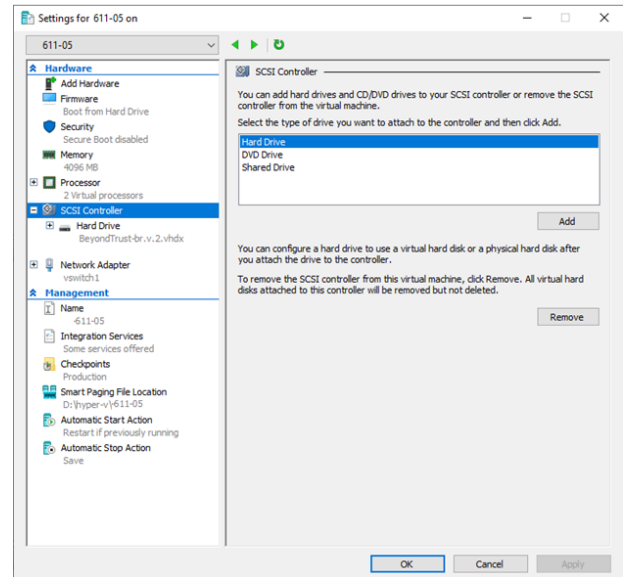 Settings for 611-05 on
611-05
Hardware
Add Hardware
Firmware
Boot from Hard Drive
Security
Secure Boot disabled
Memory
4096 MB
Processor
2 Virtual processors
SCSI Controller
Hard Drive
BeyondTrust-br.v.2.vhdx
Network Adapter
vswitch1
Management
Name
-611-05
Integration Services
Some services offered
Checkpoints
Production
Smart Paging File Location
D:\hyper-v\-611-05
Automatic Start Action
Restart if previously running
Automatic Stop Action
Save
SCSI Controller
You can add hard drives and CD/DVD drives to your SCSI controller or remove the SCSI
controller from the virtual machine.
Select the type of drive you want to attach to the controller and then click Add.
Hard Drive
DVD Drive
Shared Drive
Add
You can configure a hard drive to use a virtual hard disk or a physical hard disk after
you attach the drive to the controller.
To remove the SCSI controller from this virtual machine, click Remove. All virtual hard
disks attached to this controller will be removed but not deleted.
Remove
OK
Cancel
Apply